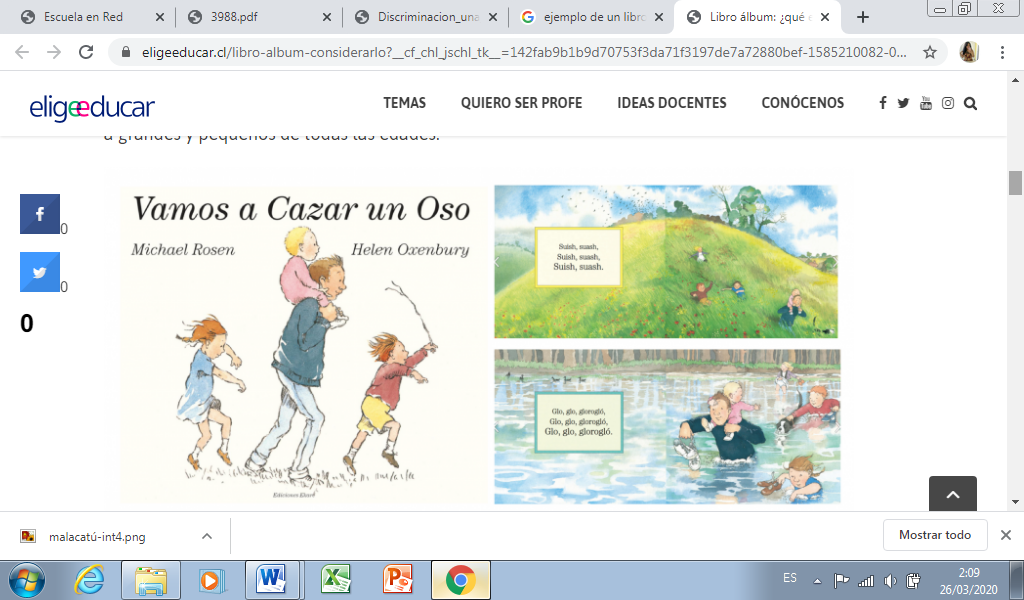 Escuela en Red
3988.pdf
Discriminacion_una
ejemplo de un libro
Libro álbum: ¿qué
eligeeducar.cl/libro-album-considerarlo?__cf_chl_jschl_tk__=142fab9b1b9d70753f3da71f3197de7a72880bef-1585210082-0...
eligeeducar
TEMAS
QUIERO SER PROFE
IDEAS DOCENTES
CONÓCENOS
a grandes y pequeños de todas las edades.
0
0
0
Vamos a Cazar un Oso
Michael Rosen
Helen Oxenbury
Ediciones Ekaré
Suish, suash,
Suish, suash,
Suish, suash.
Glo, glo, glorogló,
Glo, glo, glorogló,
Glo, glo, glorogló.
malacatú-int4.png
Mostrar todo
ES
2:09
26/03/2020